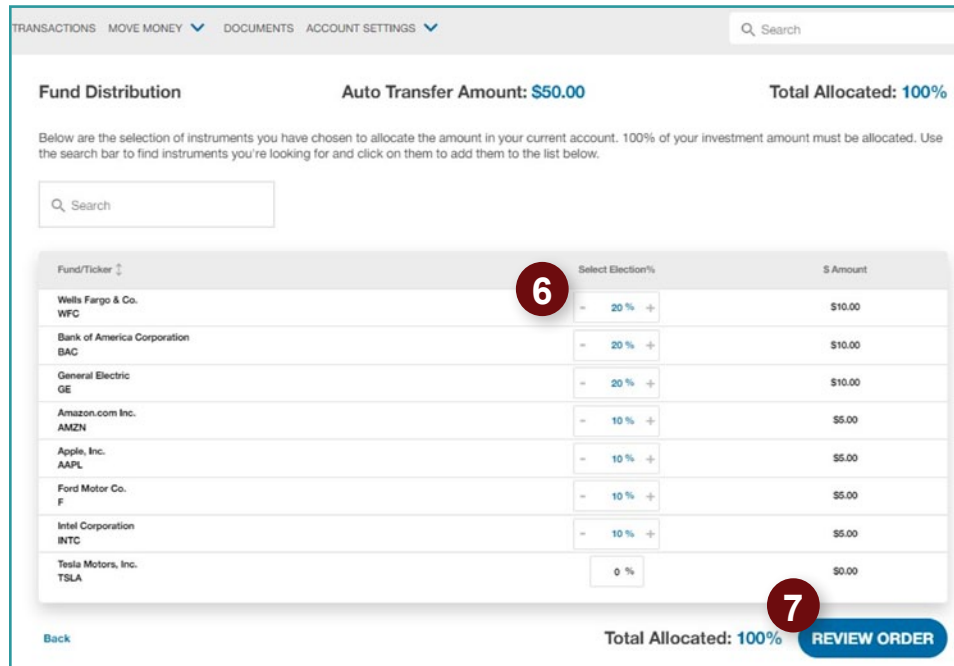 TRANSACTIONS MOVE MONEY DOCUMENTS ACCOUNT SETTINGS Search
Fund Distribution Auto Transfer Amount: $50.00 Total Allocated: 100%
Below are the selection of instruments you have chosen to allocate the amount in your current account. 100% of your investment amount must be allocated. Use
the search bar to find instruments you're looking for and click on them to add them to the list below.
Search
Fund/Ticker Select Election% $ Amount
6
Wells Fargo & Co.
WFC
- 20 % + $10.00
Bank of America Corporation
BAC
- 20 % + $10.00
General Electric
GE
- 20 % + $10.00
Amazon.com Inc.
AMZN
- 10 % + $5.00
Apple, Inc.
AAPL
- 10 % + $5.00
Ford Motor Co.
F
- 10 % + $5.00
Intel Corporation
INTC
- 10 % + $5.00
Tesla Motors, Inc.
TSLA
0 % $0.00
7
Back Total Allocated: 100% REVIEW ORDER